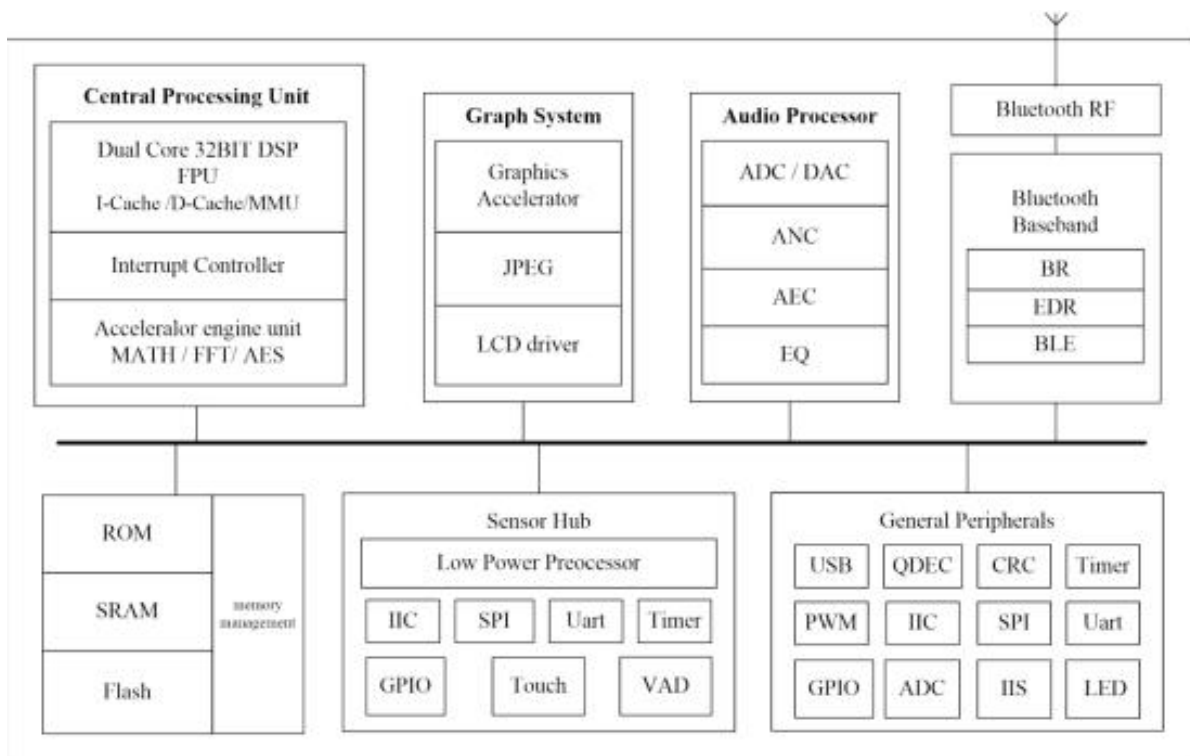 Central Processing Unit
Dual Core 32BIT DSP
FPU
I-Cache /D-Cache/MMU
Interrupt Controller
Acceleralor engine unit
MATH / FFT/ AES
Graph System
Graphics
Accelerator
JPEG
LCD driver
Audio Processor
ADC / DAC
ANC
AEC
EQ
Bluetooth RF
Bluetooth
Baseband
BR
EDR
BLE
ROM
SRAM
Flash
memory
management
Sensor Hub
Low Power Preocessor
IIC SPI Uart Timer
GPIO Touch VAD
General Peripherals
USB QDEC CRC Timer
PWM IIC SPI Uart
GPIO ADC IIS LED